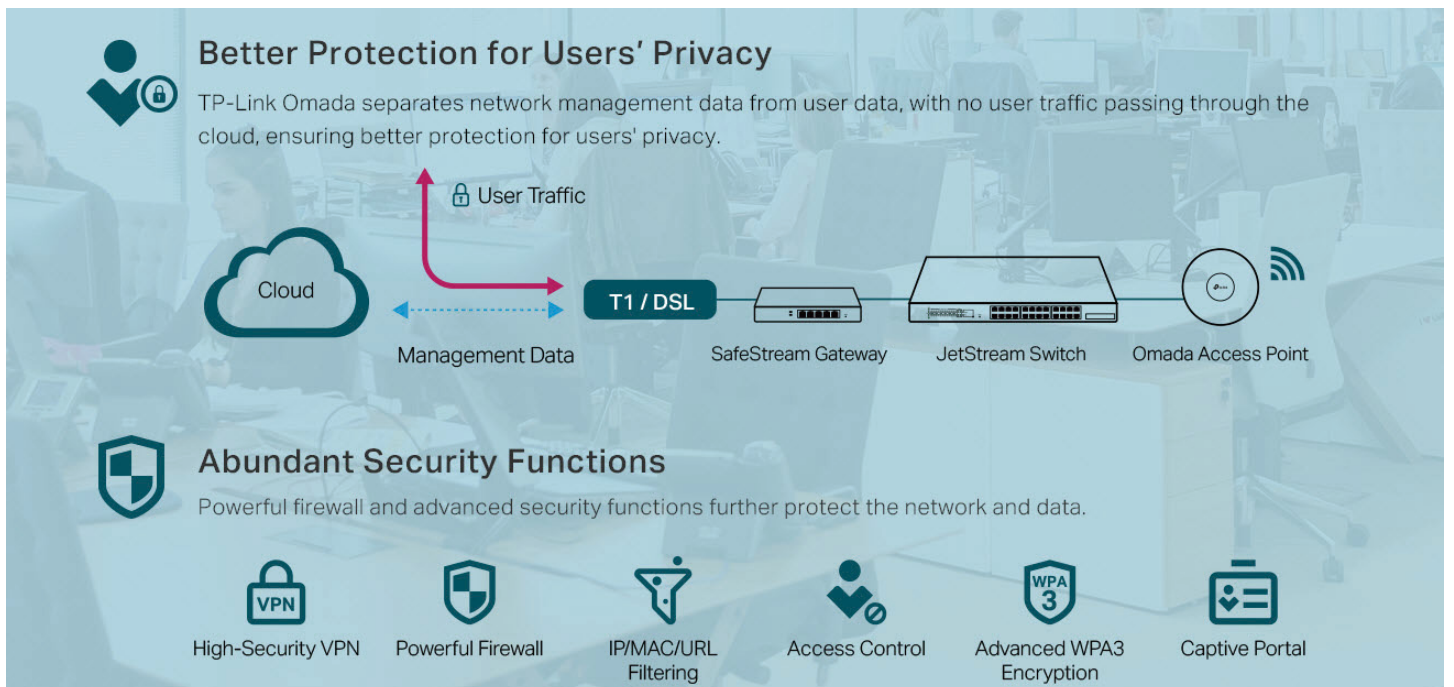 Better Protection for Users' Privacy
TP-Link Omada separates network management data from user data, with no user traffic passing through the
cloud, ensuring better protection for users' privacy.
User Traffic
Cloud
T1 / DSL
Management Data
SafeStream Gateway
JetStream Switch
Omada Access Point
Abundant Security Functions
Powerful firewall and advanced security functions further protect the network and data.
VPN
WPA
3
High-Security VPN
Powerful Firewall
IP/MAC/URL
Filtering
Access Control
Advanced WPA3
Encryption
Captive Portal